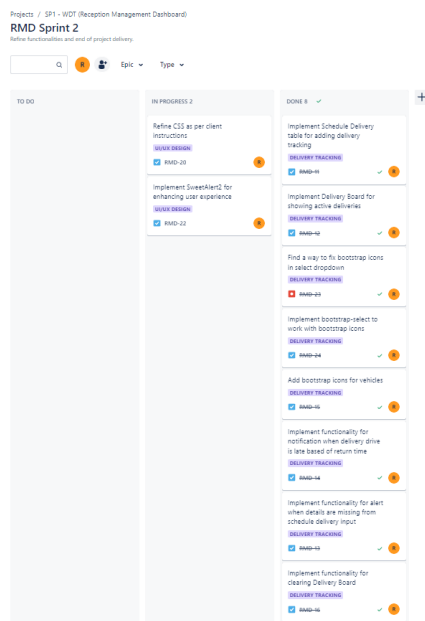 Projects / SP1 - WDT (Reception Management Dashboard)
RMD Sprint 2
Refine functionalities and end of project delivery.
R
Epic
Type
TO DO
IN PROGRESS 2
Refine CSS as per client
instructions
UI/UX DESIGN
RMD-20
R
Implement SweetAlert2 for
enhancing user experience
UI/UX DESIGN
RMD-22
R
DONE 8
Implement Schedule Delivery
table for adding delivery
tracking
DELIVERY TRACKING
RMD-11
R
Implement Delivery Board for
showing active deliveries
DELIVERY TRACKING
RMD-12
R
Find a way to fix bootstrap icons
in select dropdown
DELIVERY TRACKING
RMD-23
R
Implement bootstrap-select to
work with bootstrap icons
DELIVERY TRACKING
RMD-24
R
Add bootstrap icons for vehicles
DELIVERY TRACKING
RMD-15
R
Implement functionality for
notification when delivery drive
is late based of return time
DELIVERY TRACKING
RMD-14
R
Implement functionality for alert
when details are missing from
schedule delivery input
DELIVERY TRACKING
RMD-13
R
Implement functionality for
clearing Delivery Board
DELIVERY TRACKING
RMD-16
R